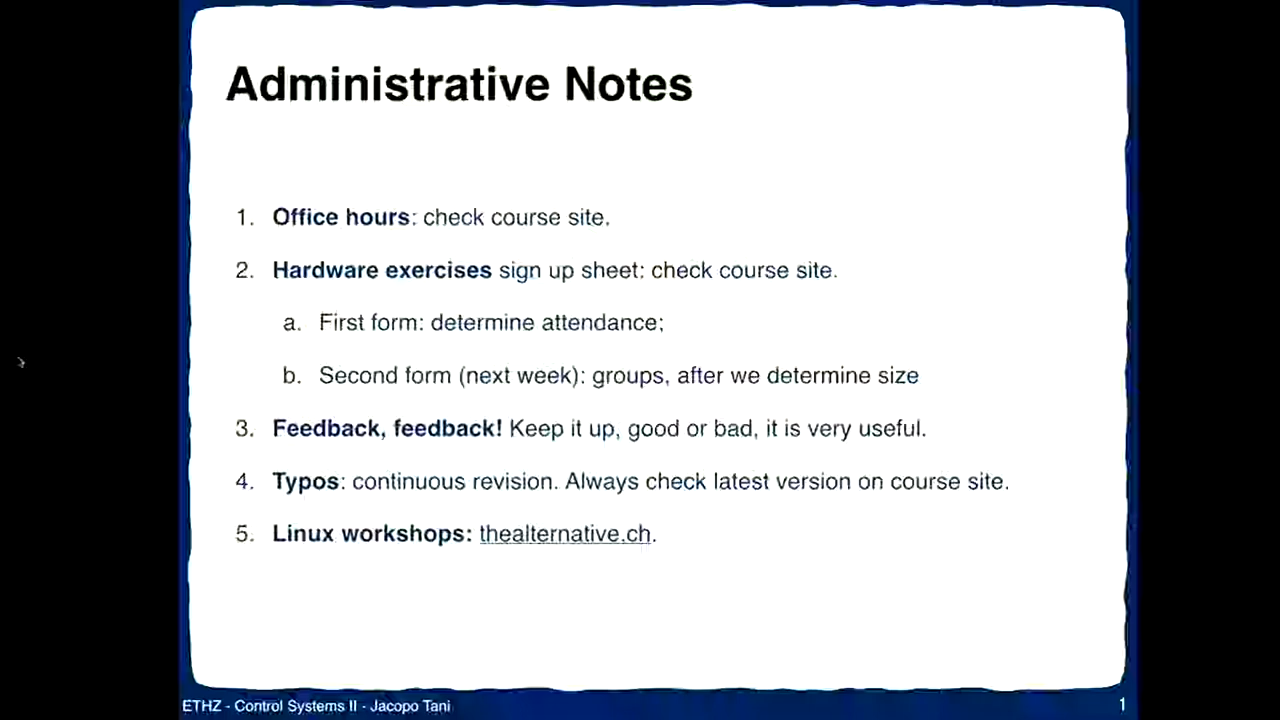 Administrative Notes
1. Office hours: check course site.
2. Hardware exercises sign up sheet: check course site.
a. First form: determine attendance;
b. Second form (next week): groups, after we determine size
3. Feedback, feedback! Keep it up, good or bad, it is very useful.
4. Typos: continuous revision. Always check latest version on course site.
5. Linux workshops: thealternative.ch.
ETHZ - Control Systems II - Jacopo Tani
1